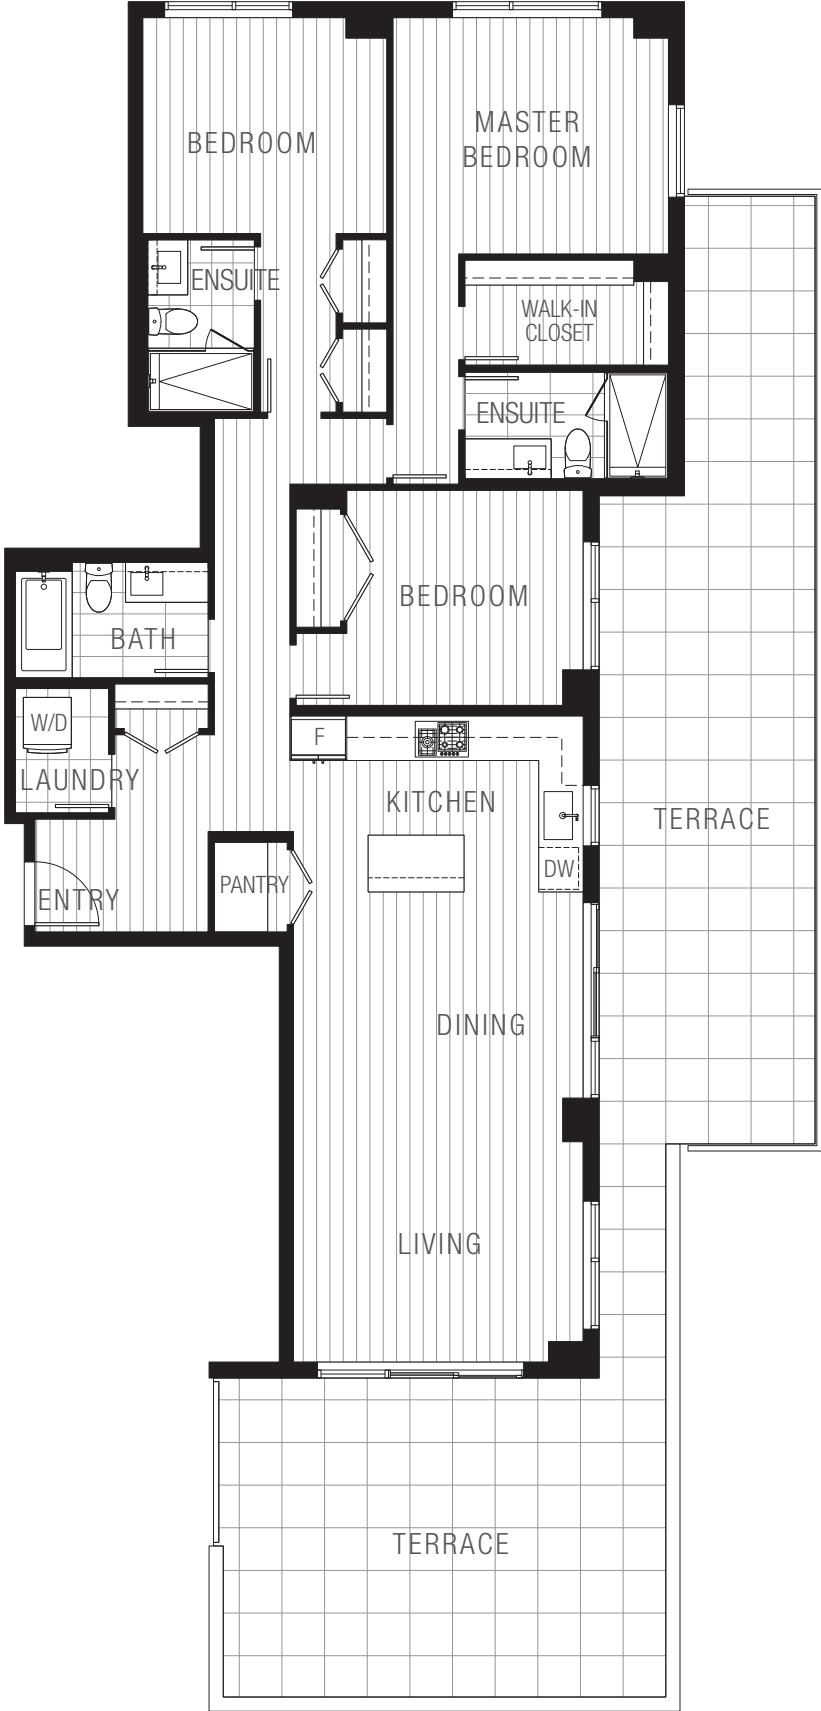 BEDROOM
MASTER
BEDROOM
ENSUITE
WALK-IN
CLOSET
ENSUITE
BEDROOM
BATH
W/D
LAUNDRY
F
KITCHEN
TERRACE
DW
PANTRY
ENTRY
DINING
LIVING
TERRACE